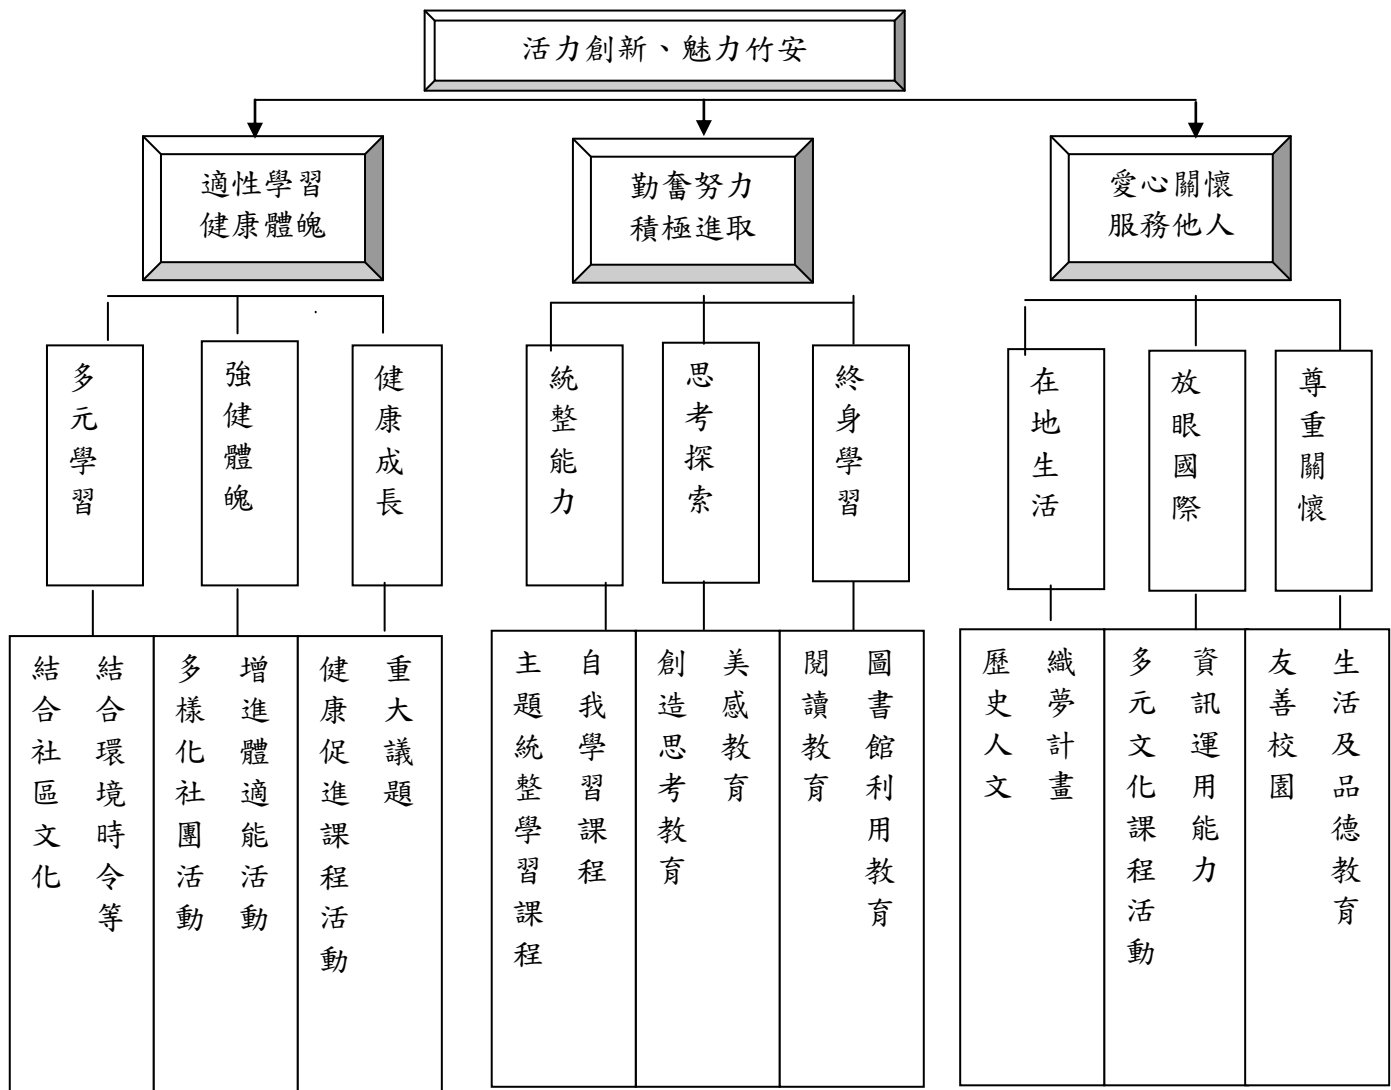 活力創新、魅力竹安
適性學習
健康體魄
勤奮努力
積極進取
愛心關懷
服務他人
多元學習
強健體魄
健康成長
統整能力
思考探索
終身學習
在地生活
放眼國際
尊重關懷
結合環境時令等
結合社區文化
增進體適能活動
多樣化社團活動
重大議題
健康促進課程活動
自我學習課程
主題統整學習課程
美感教育
創造思考教育
圖書館利用教育
閱讀教育
織夢計畫
歷史人文
資訊運用能力
多元文化課程活動
生活及品德教育
友善校園